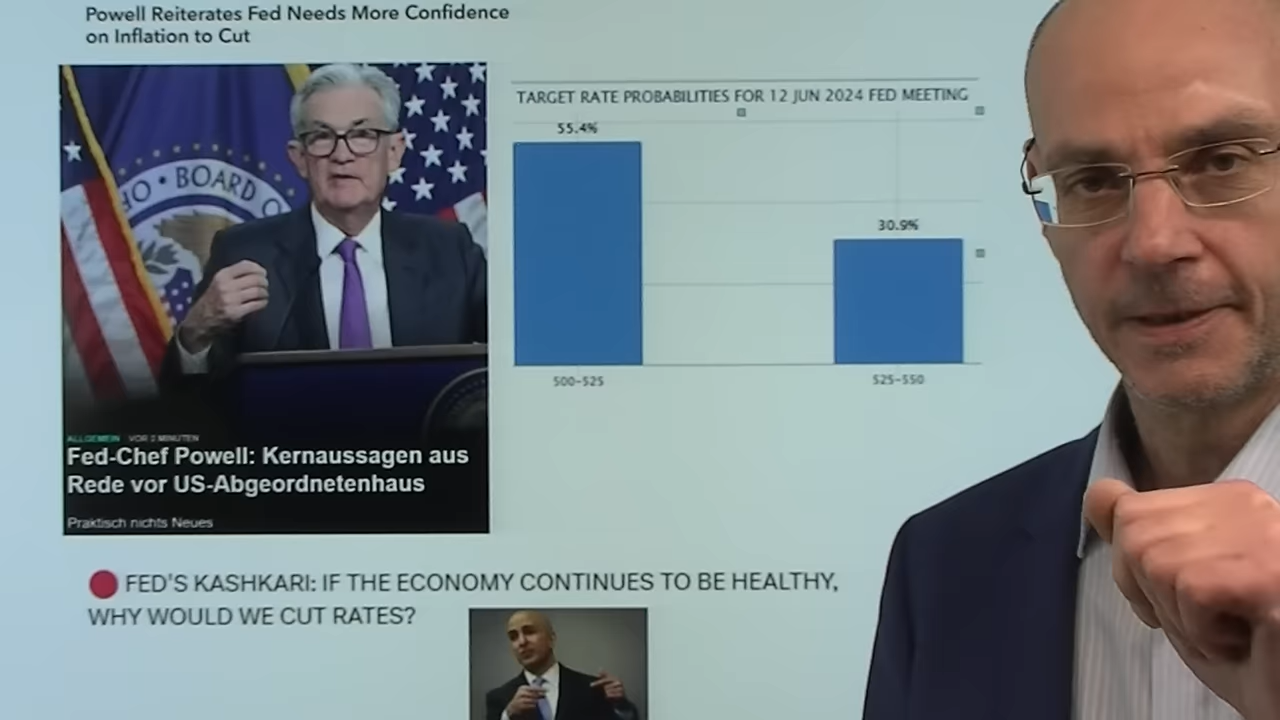 Powell Reiterates Fed Needs More Confidence
on Inflation to Cut
BOARD O
TARGET RATE PROBABILITIES FOR 12 JUN 2024 FED MEETING
55.4%
30.9%
500-525
525-550
ALLGEMEIN VOR 2 MINUTEN
Fed-Chef Powell: Kernaussagen aus
Rede vor US-Abgeordnetenhaus
Praktisch nichts Neues
FED'S KASHKARI: IF THE ECONOMY CONTINUES TO BE HEALTHY,
WHY WOULD WE CUT RATES?